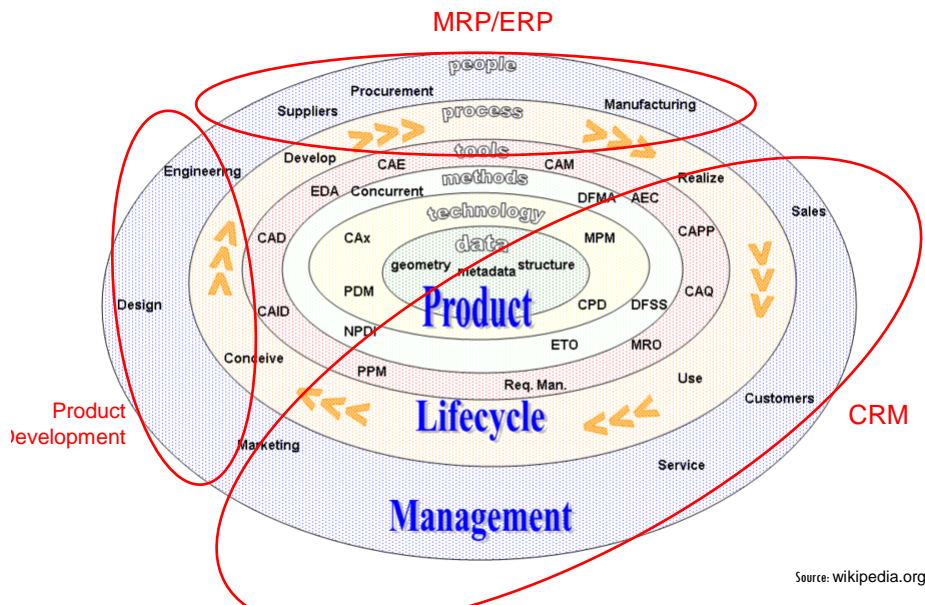 MRP/ERP
people
Procurement
Suppliers
Manufacturing
process
Develop
tools
CAE
CAM
Engineering
Realize
methods
EDA
Concurrent
DFMA
AEC
Sales
technology
CAD
CAx
data
MPM
CAPP
geometry
metadata
structure
Design
PDM
CAQ
CAID
Product
CPD
DFSS
NPDI
ETO
MRO
Conceive
PPM
Req. Man.
Use
Customers
Product
Development
Lifecycle
CRM
Marketing
Service
Management
Source: wikipedia.org